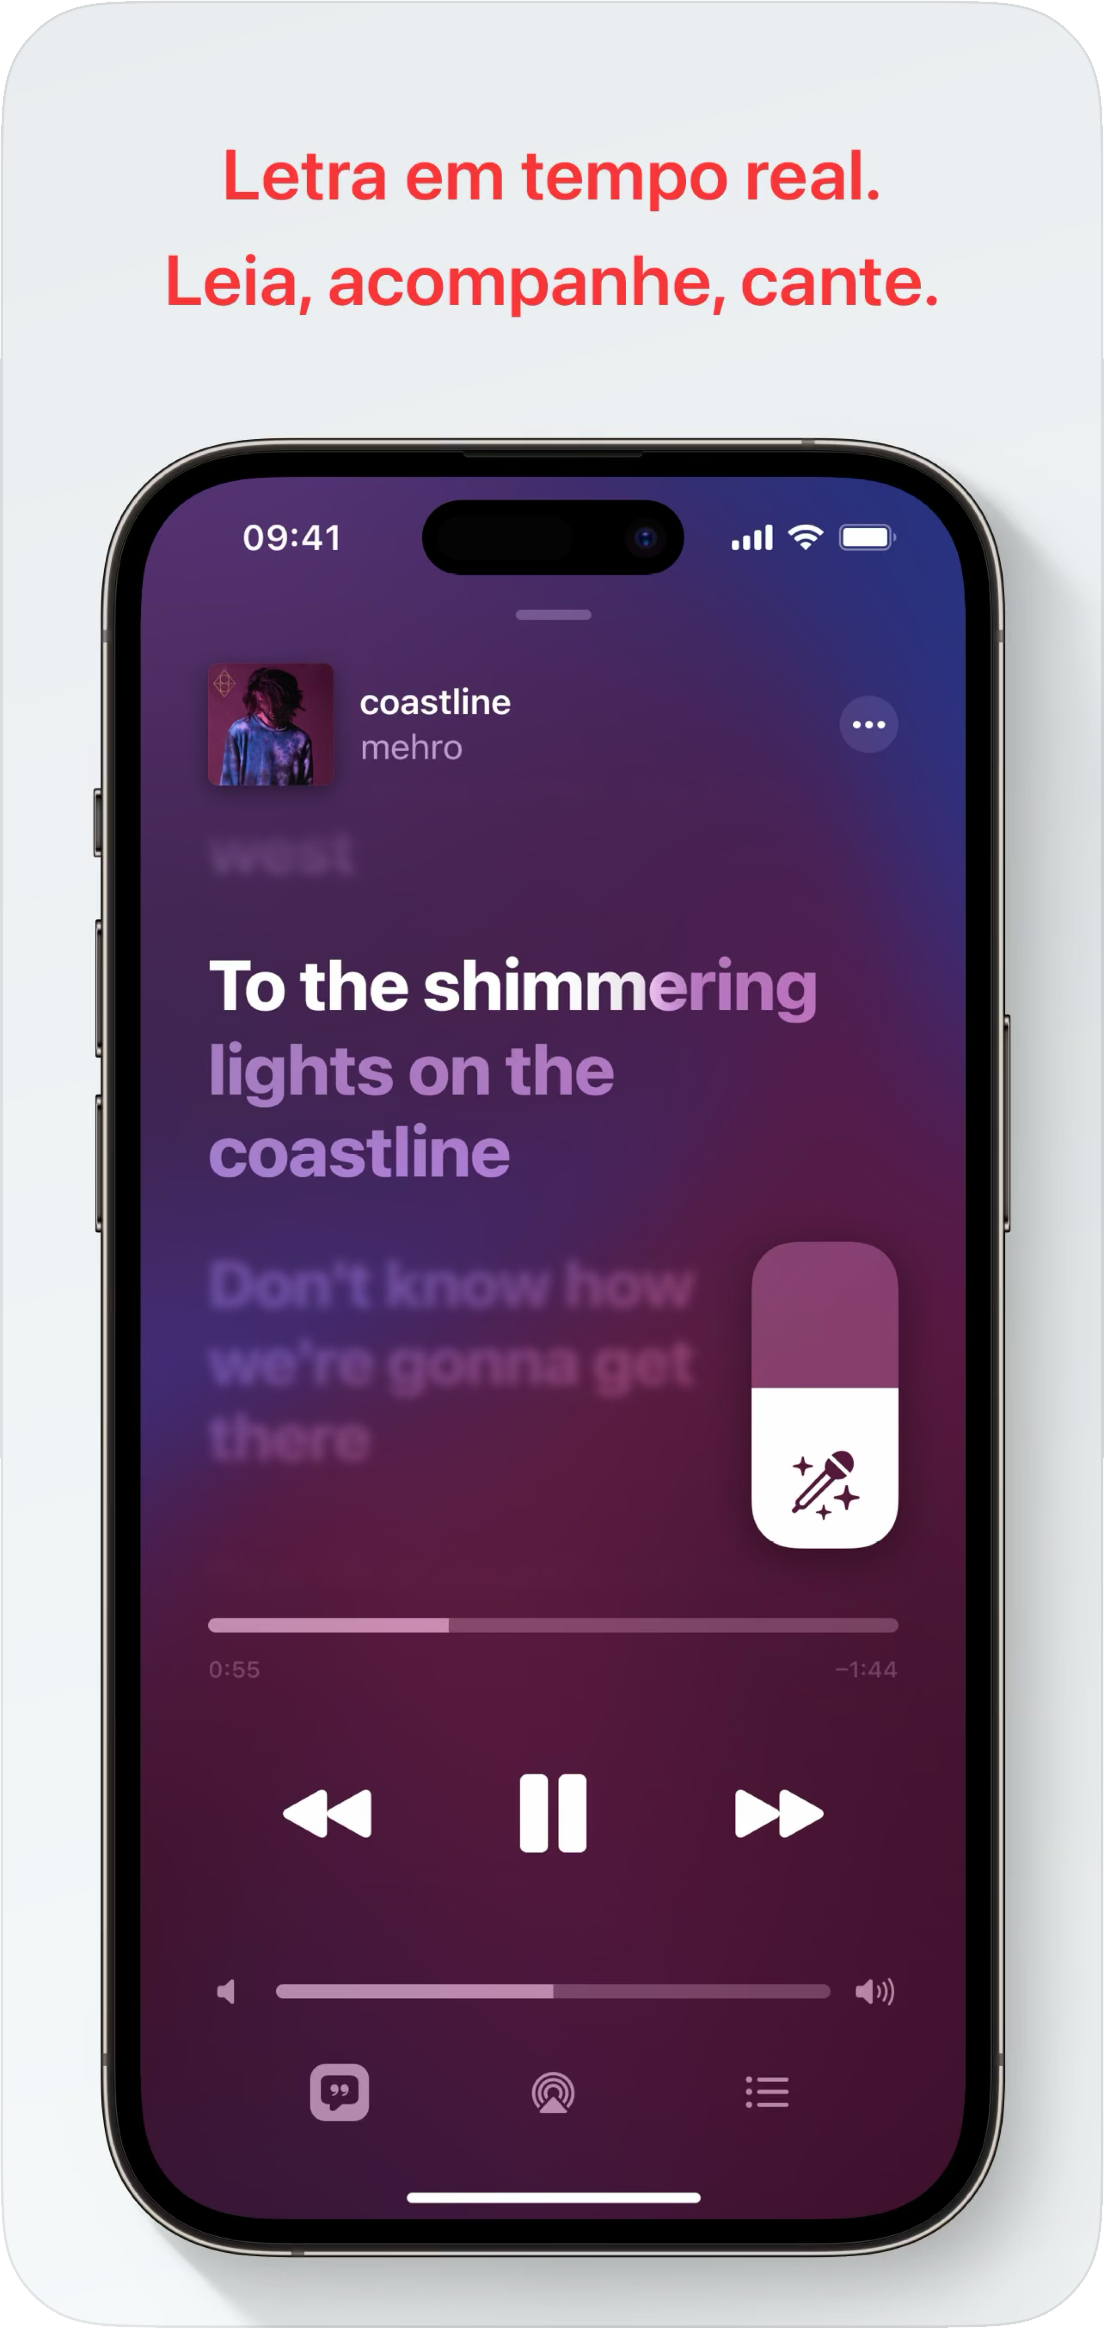 Letra em tempo real.
Leia, acompanhe, cante.
09:41
coastline
mehro
west
To the shimmering
lights on the
coastline
Don't know how
we're gonna get
there
0:55
−1:44